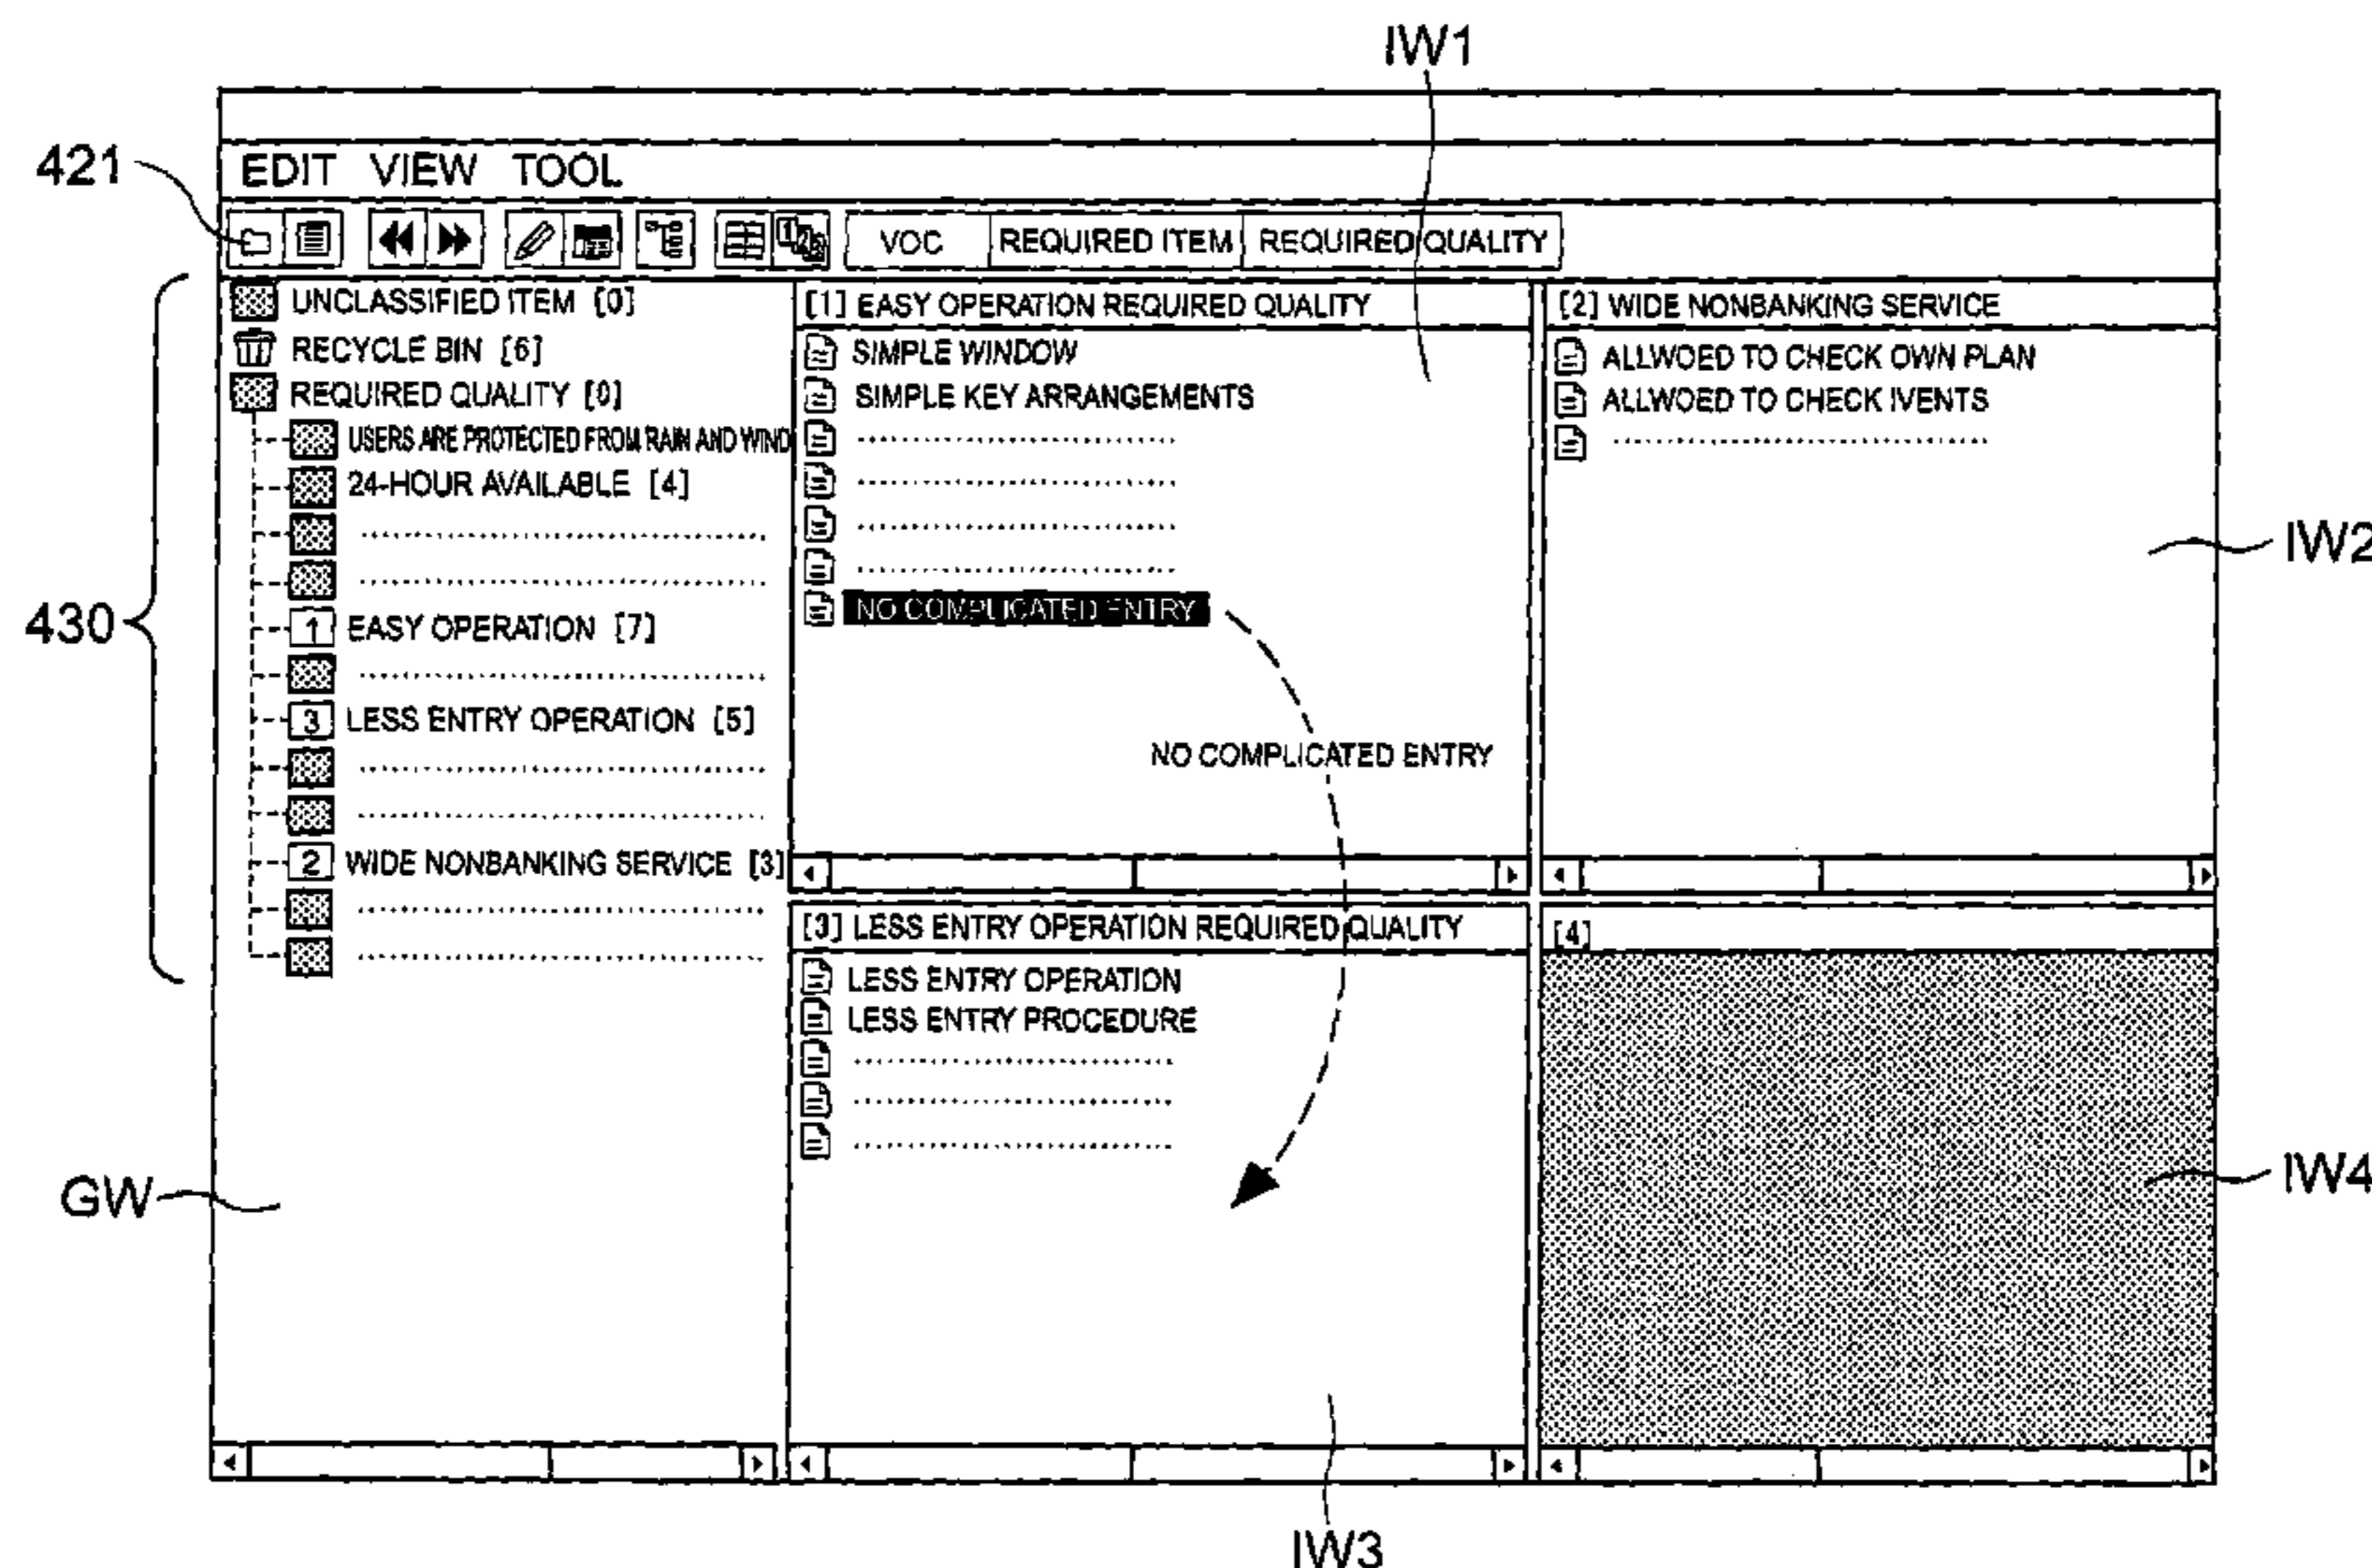 IW1
421
EDIT VIEW TOOL
VOC REQUIRED ITEM REQUIRED QUALITY
430
UNCLASSIFIED ITEM [0]
RECYCLE BIN [6]
REQUIRED QUALITY [0]
USERS ARE PROTECTED FROM RAIN AND WIND
24-HOUR AVAILABLE [4]
1 EASY OPERATION [7]
3 LESS ENTRY OPERATION [5]
2 WIDE NONBANKING SERVICE [3]
GW
[1] EASY OPERATION REQUIRED QUALITY
SIMPLE WINDOW
SIMPLE KEY ARRANGEMENTS
NO COMPLICATED ENTRY
NO COMPLICATED ENTRY
[2] WIDE NONBANKING SERVICE
ALLWOED TO CHECK OWN PLAN
ALLWOED TO CHECK IVENTS
IW2
[3] LESS ENTRY OPERATION REQUIRED QUALITY
LESS ENTRY OPERATION
LESS ENTRY PROCEDURE
[4]
IW4
IW3